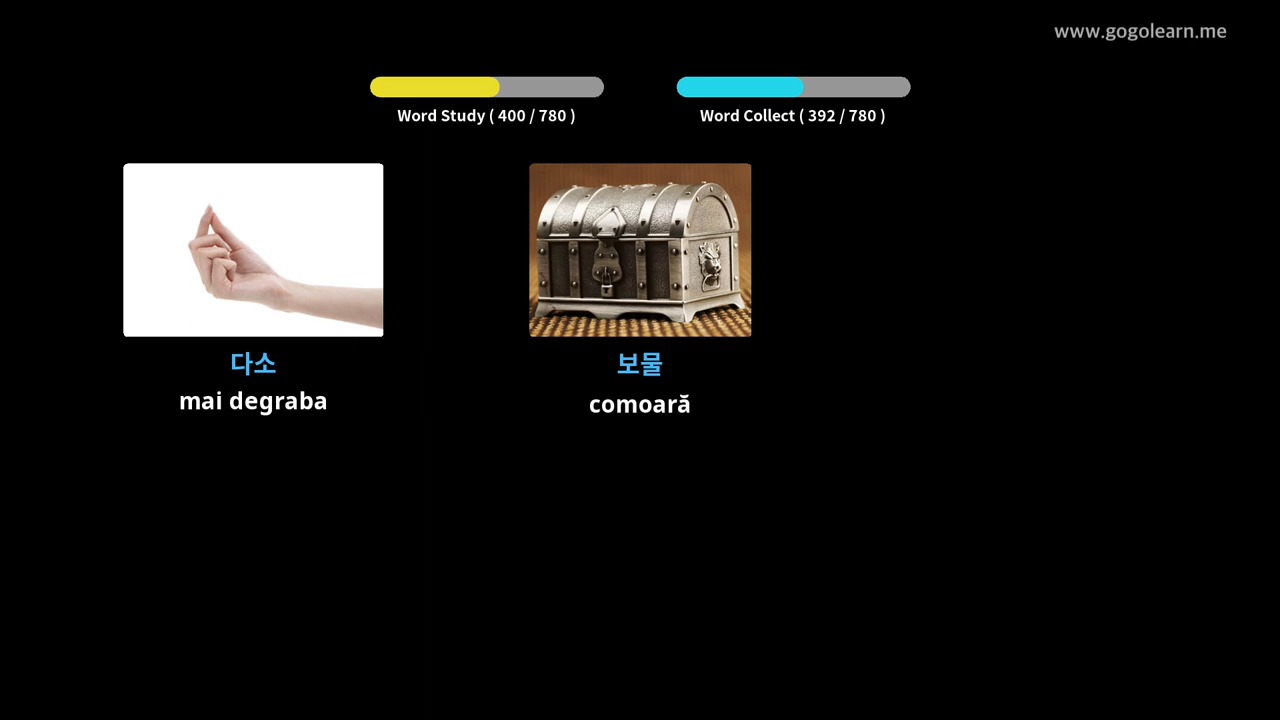 www.gogolearn.me
Word Study ( 400 / 780 )
Word Collect ( 392 / 780 )
다소
mai degraba
보물
comoară